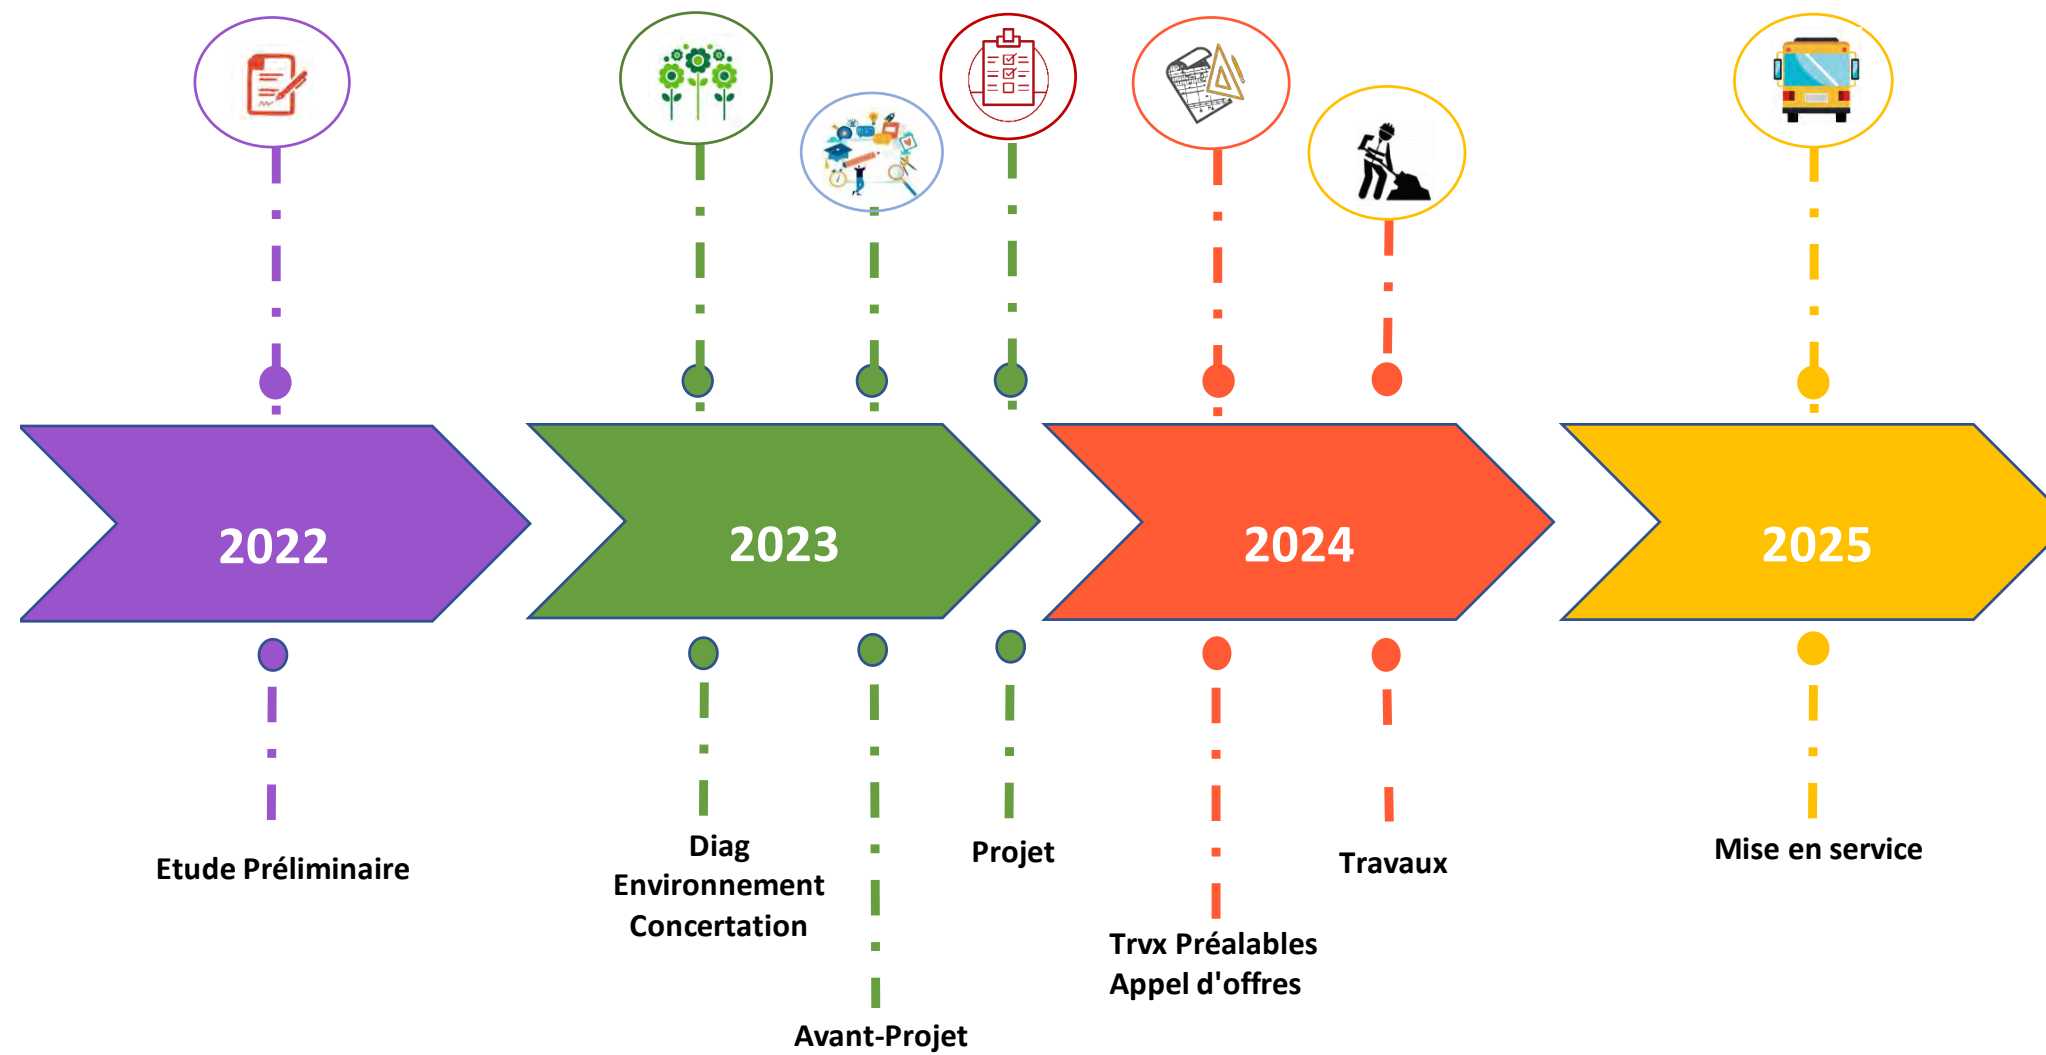 2022
2023
2024
2025
Etude Préliminaire
Diag
Environnement
Concertation
Avant-Projet
Projet
Trvx Préalables
Appel d'offres
Travaux
Mise en service